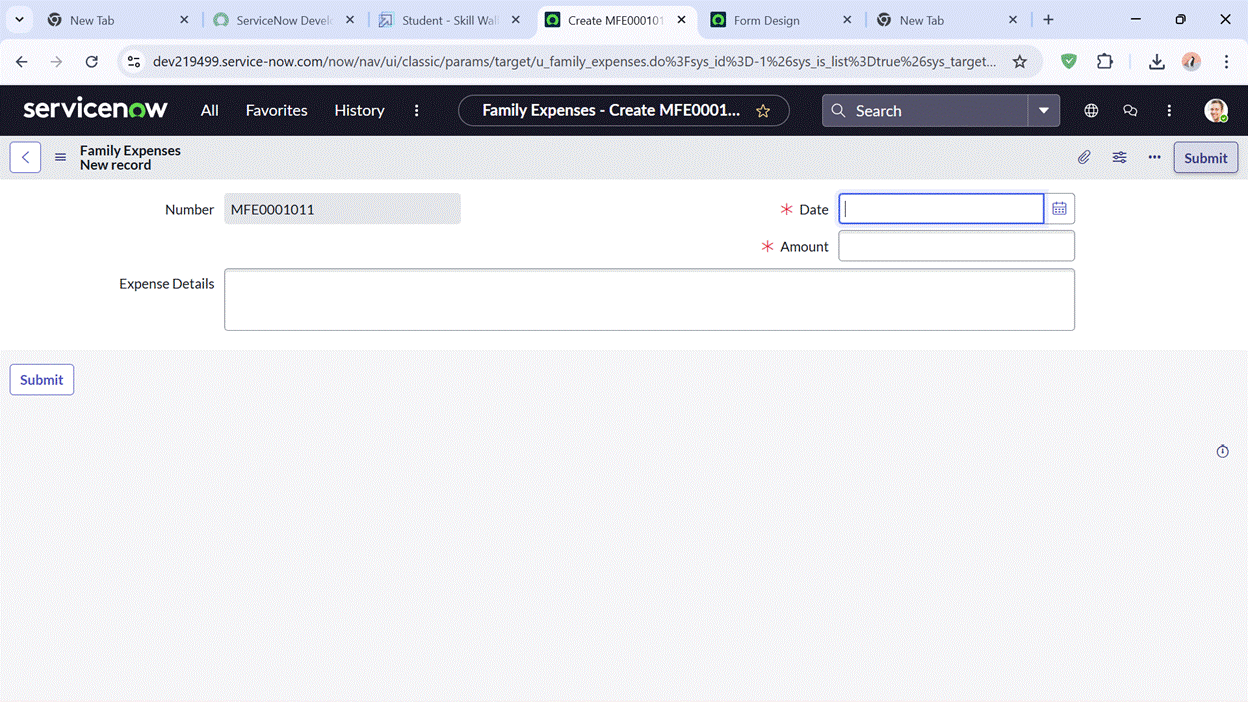 New Tab
ServiceNow Devel
Student - Skill Wall
Create MFE0001011
Form Design
New Tab
dev219499.service-now.com/now/nav/ui/classic/params/target/u_family_expenses.do%3Fsys_id%3D-1%26sys_is_list%3Dtrue%26sys_target...
servicenow All Favorites History Family Expenses - Create MFE0001... Search
Family Expenses
New record
Submit
Number MFE0001011 * Date
* Amount
Expense Details
Submit